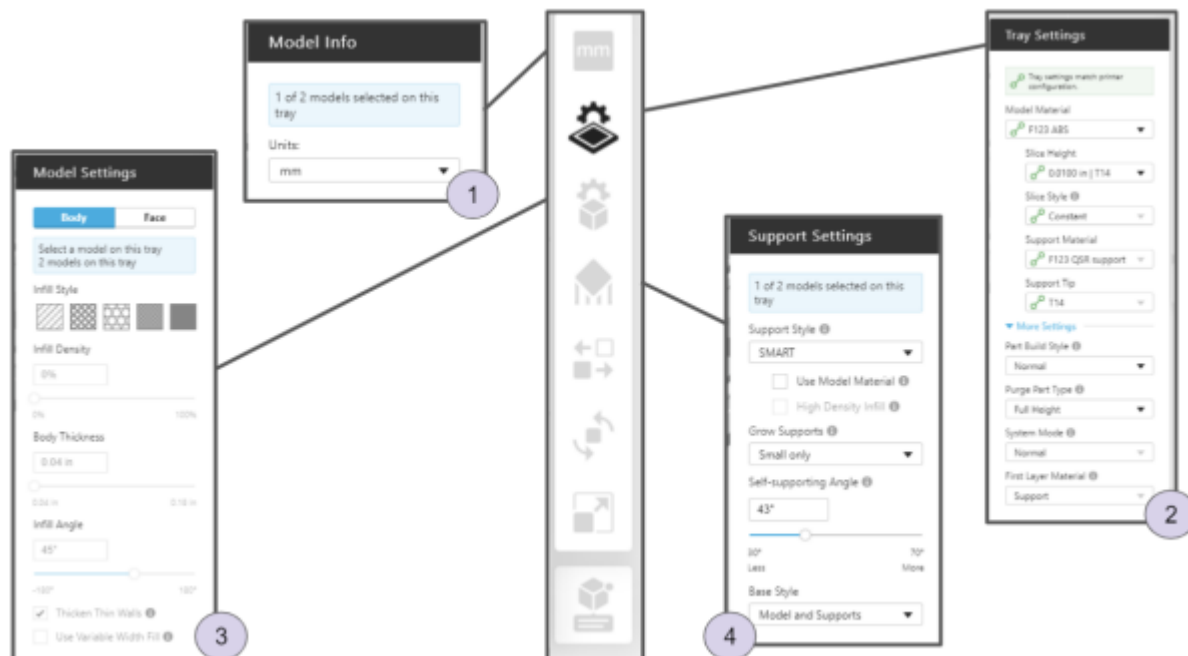 Model Info
1 of 2 models selected on this
tray
Units:
mm
1
mm
Tray Settings
Tray settings match printer
configuration.
Model Material
F123 ABS
Slice Height
0.0100 in | T14
Slice Style
Constant
Support Material
F123 QSR support
Support Tip
T14
More Settings
Part Build Style
Normal
Purge Part Type
Full Height
System Mode
Normal
First Layer Material
Support
2
Model Settings
Body Face
Select a model on this tray
2 models on this tray
Infill Style
Infill Density
0%
0% 100%
Body Thickness
0.04 in
0.04 in 0.16 in
Infill Angle
45°
-180° 180°
Thicken Thin Walls
Use Variable Width Fill
3
Support Settings
1 of 2 models selected on this
tray
Support Style
SMART
Use Model Material
High Density Infill
Grow Supports
Small only
Self-supporting Angle
43°
30° 70°
Less More
Base Style
Model and Supports
4